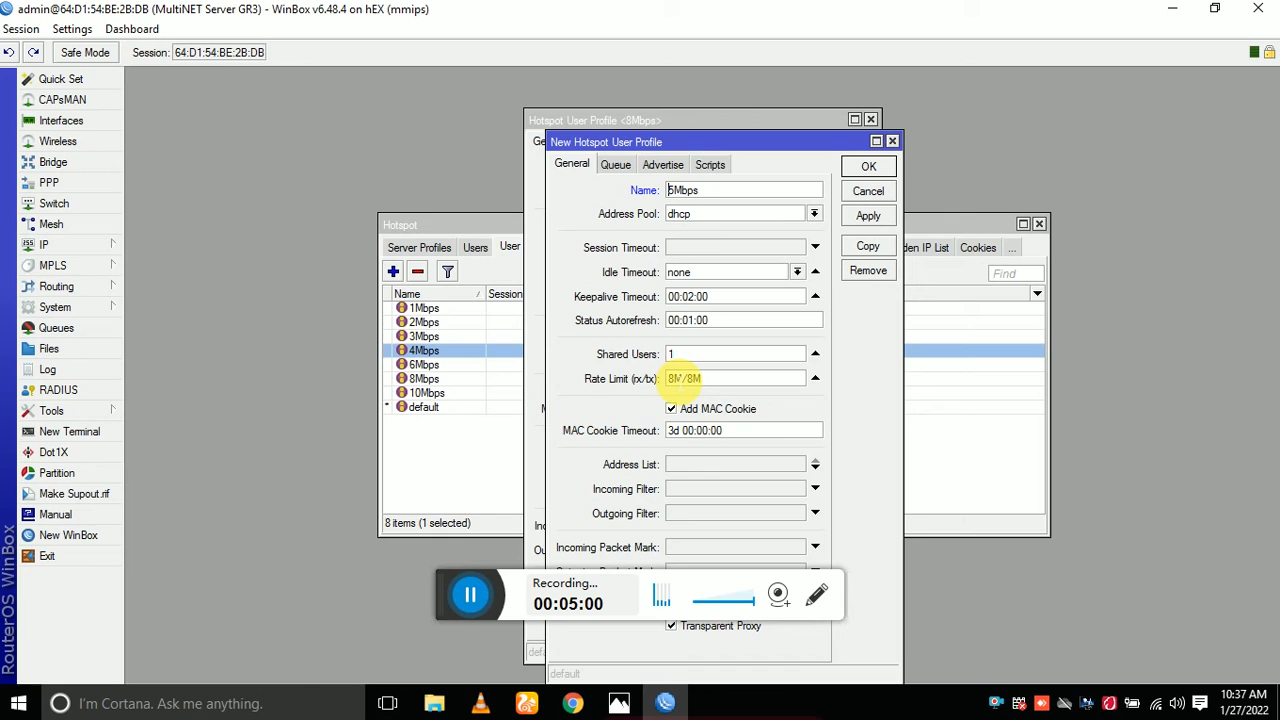 admin@64:D1:54:BE:2B:DB (MultiNET Server GR3) - WinBox v6.48.4 on hEX (mmips)
Session Settings Dashboard
Safe Mode Session: 64:D1:54:BE:2B:DB
Quick Set
CAPsMAN
Interfaces
Wireless
Bridge
PPP
Switch
Mesh
IP
MPLS
Routing
System
Queues
Files
Log
RADIUS
Tools
New Terminal
Dot1X
Partition
Make Supout.rif
Manual
New WinBox
Exit
RouterOS WinBox
Hotspot
Server Profiles Users User
Name Session
1Mbps
2Mbps
3Mbps
4Mbps
6Mbps
8Mbps
10Mbps
* default
8 items (1 selected)
Hotspot User Profile <8Mbps>
New Hotspot User Profile
General Queue Advertise Scripts
Name: 5Mbps
Address Pool: dhcp
Session Timeout:
Idle Timeout: none
Keepalive Timeout: 00:02:00
Status Autorefresh: 00:01:00
Shared Users: 1
Rate Limit (rx/tx): 8M/8M
Add MAC Cookie
MAC Cookie Timeout: 3d 00:00:00
Address List:
Incoming Filter:
Outgoing Filter:
Incoming Packet Mark:
Transparent Proxy
default
OK
Cancel
Apply
Copy
Remove
IP List Cookies ...
Find
Recording...
00:05:00
I'm Cortana. Ask me anything.
10:37 AM
1/27/2022